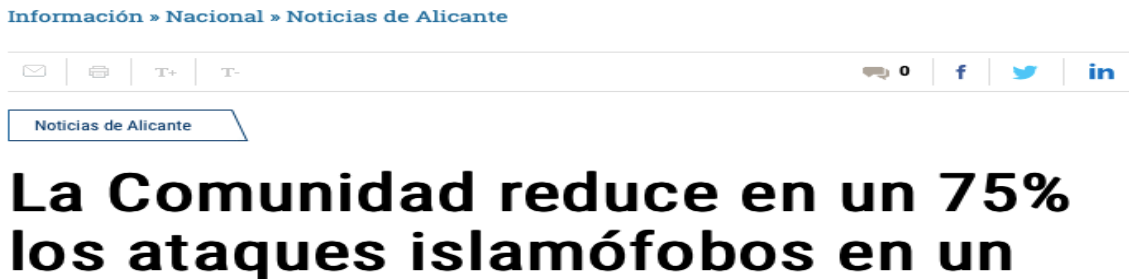 Información » Nacional » Noticias de Alicante
T+ T- 0 f in
Noticias de Alicante
La Comunidad reduce en un 75%
los ataques islamófobos en un